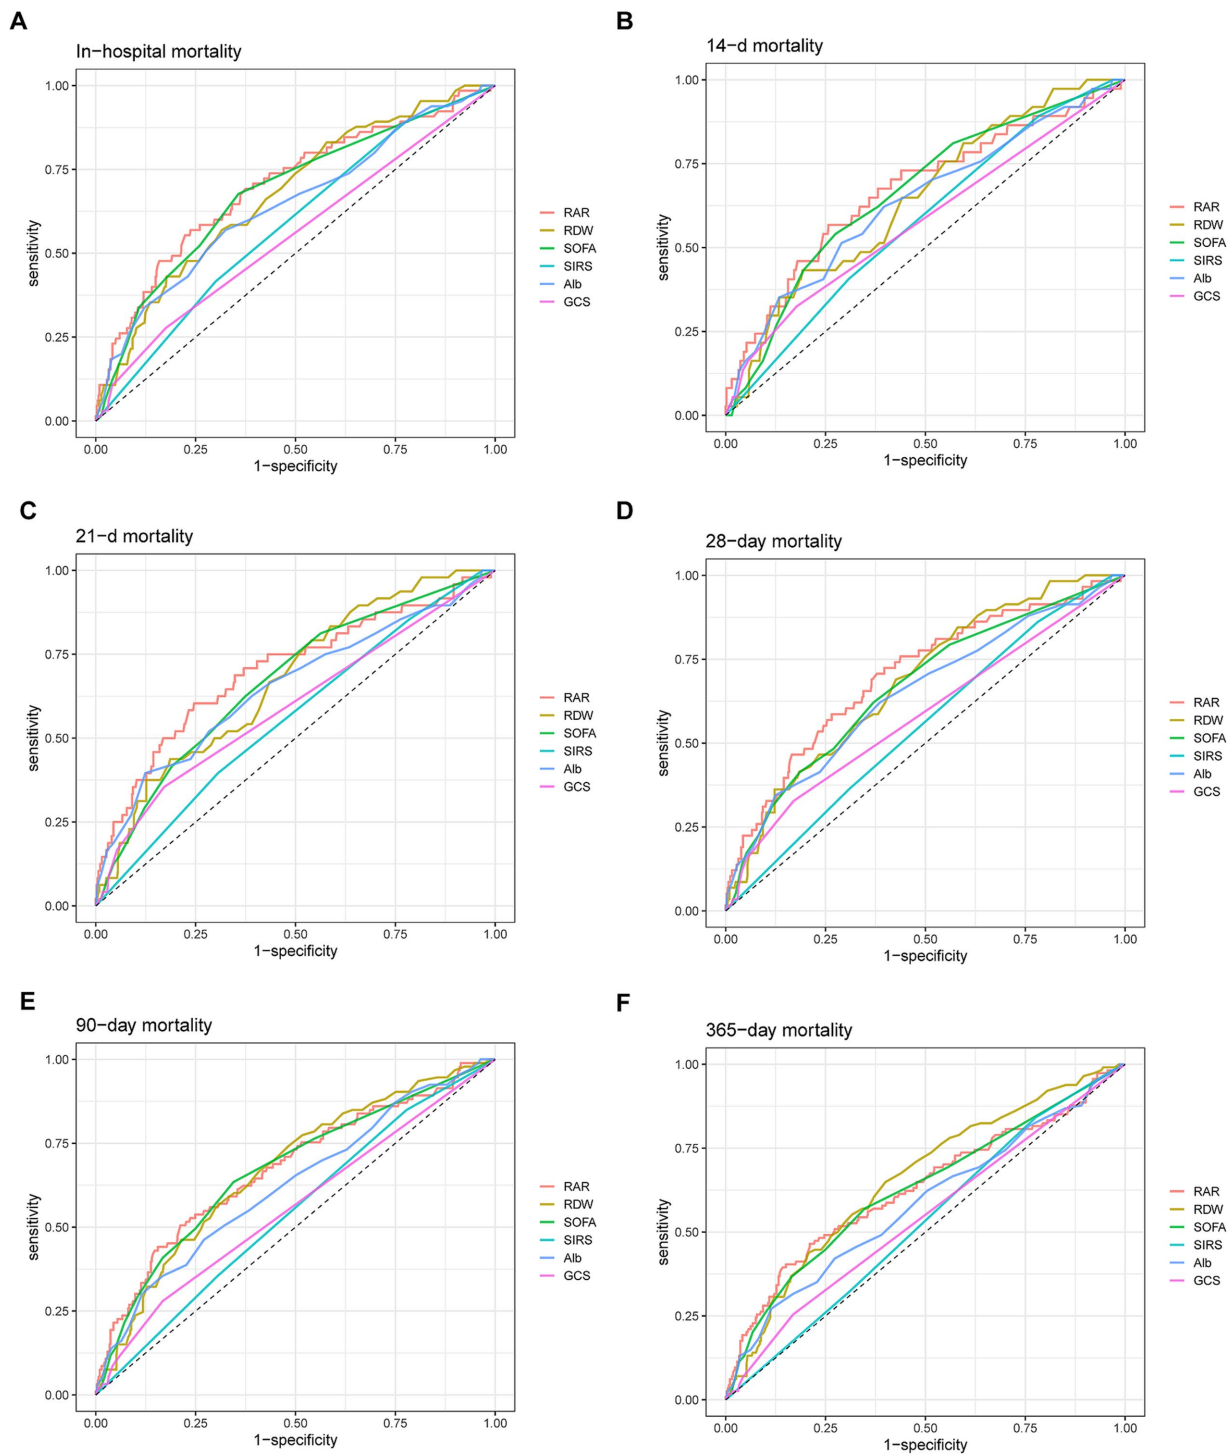 A
In−hospital mortality
1.00
0.75
0.50
0.25
0.00
sensitivity
0.00 0.25 0.50 0.75 1.00
1−specificity
RAR
RDW
SOFA
SIRS
Alb
GCS
B
14−d mortality
1.00
0.75
0.50
0.25
0.00
sensitivity
0.00 0.25 0.50 0.75 1.00
1−specificity
RAR
RDW
SOFA
SIRS
Alb
GCS
C
21−d mortality
1.00
0.75
0.50
0.25
0.00
sensitivity
0.00 0.25 0.50 0.75 1.00
1−specificity
RAR
RDW
SOFA
SIRS
Alb
GCS
D
28−day mortality
1.00
0.75
0.50
0.25
0.00
sensitivity
0.00 0.25 0.50 0.75 1.00
1−specificity
RAR
RDW
SOFA
SIRS
Alb
GCS
E
90−day mortality
1.00
0.75
0.50
0.25
0.00
sensitivity
0.00 0.25 0.50 0.75 1.00
1−specificity
RAR
RDW
SOFA
SIRS
Alb
GCS
F
365−day mortality
1.00
0.75
0.50
0.25
0.00
sensitivity
0.00 0.25 0.50 0.75 1.00
1−specificity
RAR
RDW
SOFA
SIRS
Alb
GCS